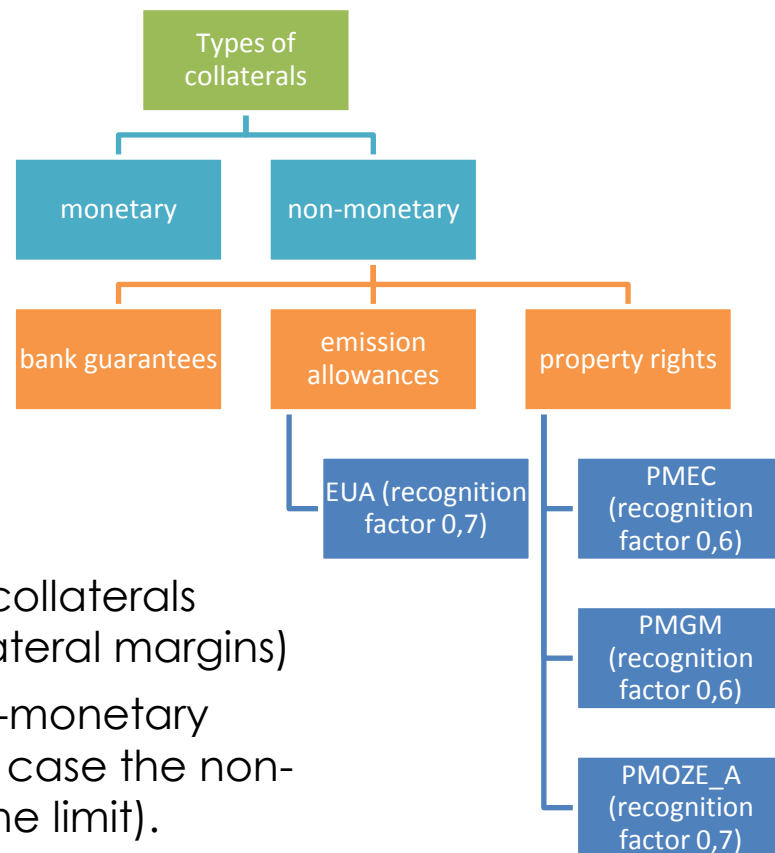 Types of
collaterals
monetary
non-monetary
bank guarantees
emission
allowances
property rights
EUA (recognition
factor 0,7)
PMEC
(recognition
factor 0,6)
PMGM
(recognition
factor 0,6)
PMOZE_A
(recognition
factor 0,7)
collaterals
ateral margins)
-monetary
case the non-
ne limit).